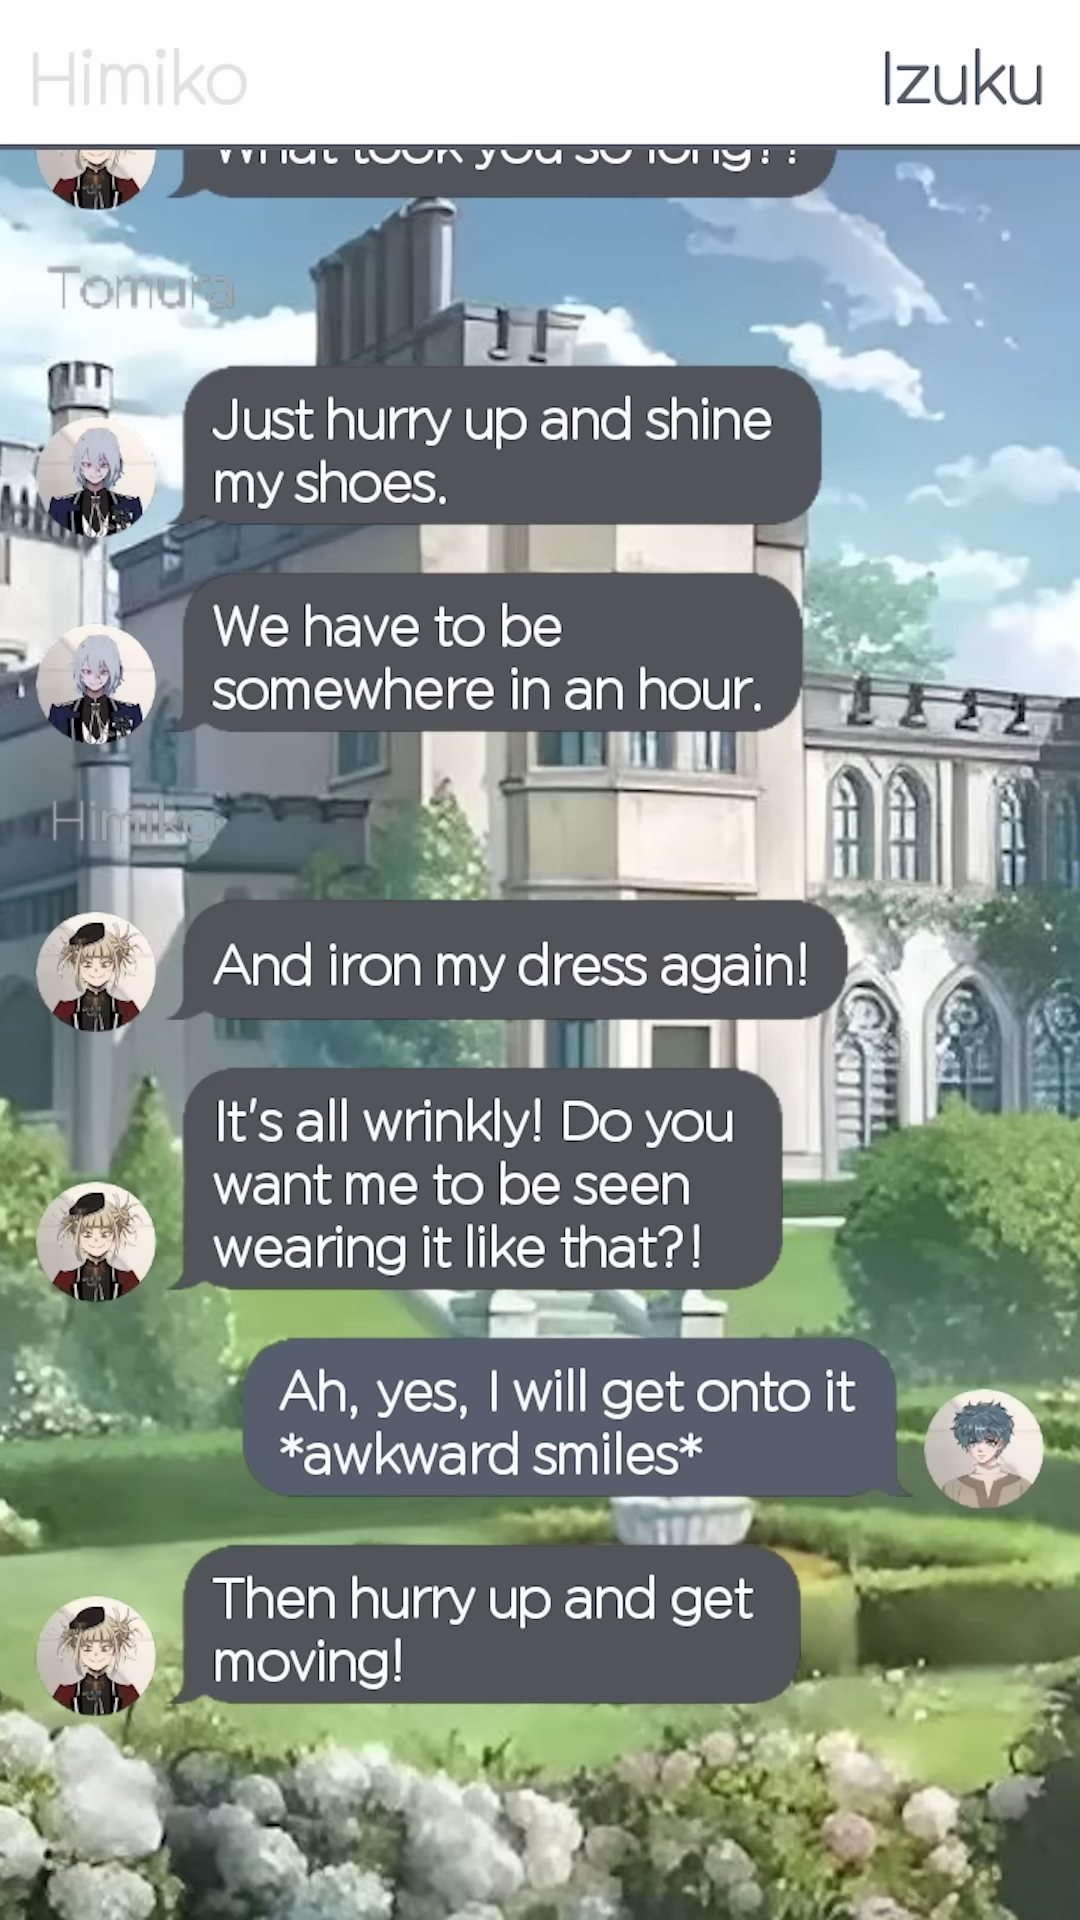 Himiko
Izuku
What took you so long??
Tomura
Just hurry up and shine
my shoes.
We have to be
somewhere in an hour.
Himiko
And iron my dress again!
It's all wrinkly! Do you
want me to be seen
wearing it like that?!
Ah, yes, I will get onto it
*awkward smiles*
Then hurry up and get
moving!